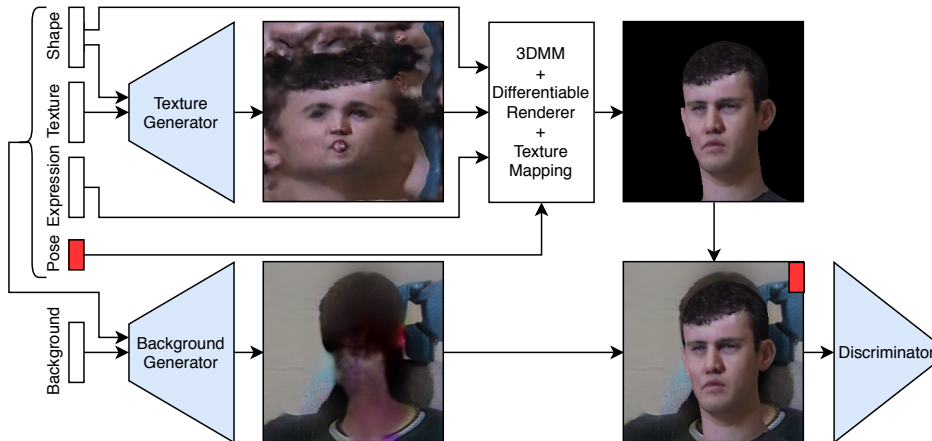 Shape
Texture
Expression
Pose
Background
Texture
Generator
3DMM
+
Differentiable
Renderer
+
Texture
Mapping
Background
Generator
Discriminator